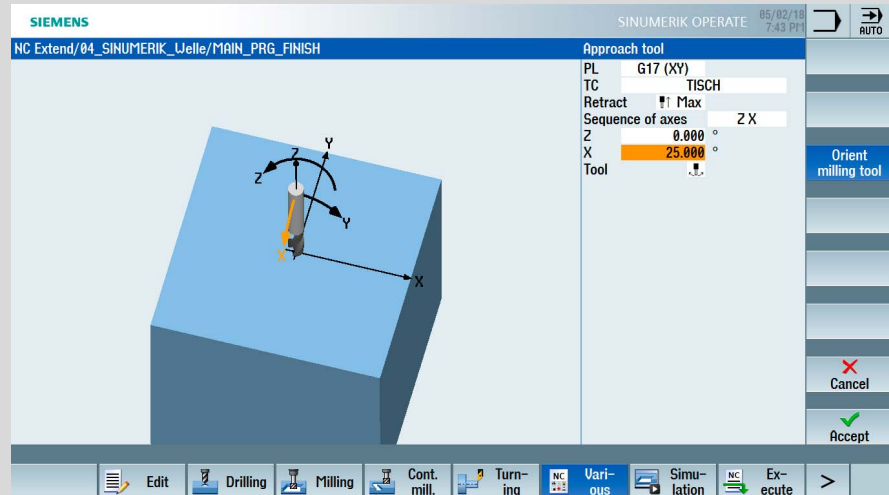 SIEMENS
SINUMERIK OPERATE
05/02/18
7:43 PM
AUTO
NC Extend/04_SINUMERIK_Welle/MAIN_PRG_FINISH
Approach tool
PL G17 (XY)
TC TISCH
Retract Max
Sequence of axes Z X
Z 0.000 °
X 25.000 °
Tool
Orient
milling tool
Y
Z
Z
Y
X
X
Cancel
Accept
Edit
Drilling
Milling
Cont.
mill.
Turn-
ing
NC
Vari-
ous
Simu-
lation
NC
Ex-
ecute
>